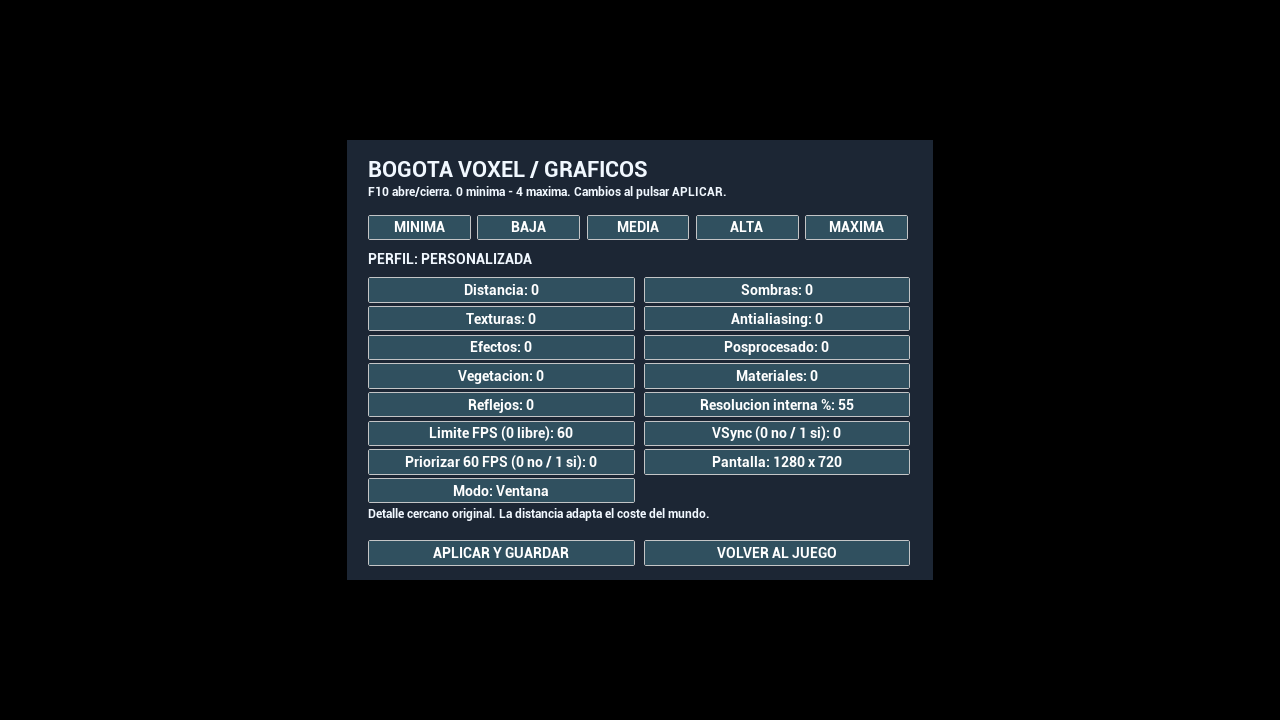 BOGOTA VOXEL / GRAFICOS
F10 abre/cierra. 0 minima - 4 maxima. Cambios al pulsar APLICAR.
MINIMA BAJA MEDIA ALTA MAXIMA
PERFIL: PERSONALIZADA
Distancia: 0 Sombras: 0
Texturas: 0 Antialiasing: 0
Efectos: 0 Posprocesado: 0
Vegetacion: 0 Materiales: 0
Reflejos: 0 Resolucion interna %: 55
Limite FPS (0 libre): 60 VSync (0 no / 1 si): 0
Priorizar 60 FPS (0 no / 1 si): 0 Pantalla: 1280 x 720
Modo: Ventana
Detalle cercano original. La distancia adapta el coste del mundo.
APLICAR Y GUARDAR VOLVER AL JUEGO